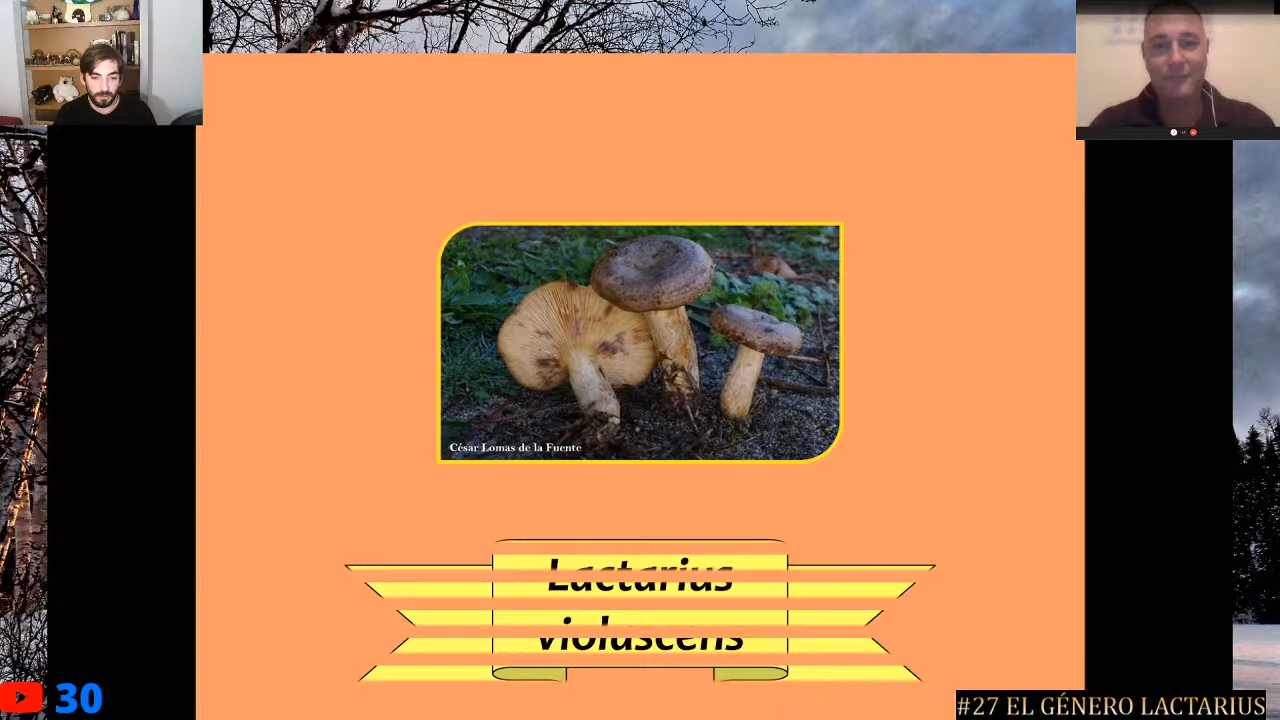 César Lomas de la Fuente
Lactarius
violascens
30
#27 EL GÉNERO LACTARIUS